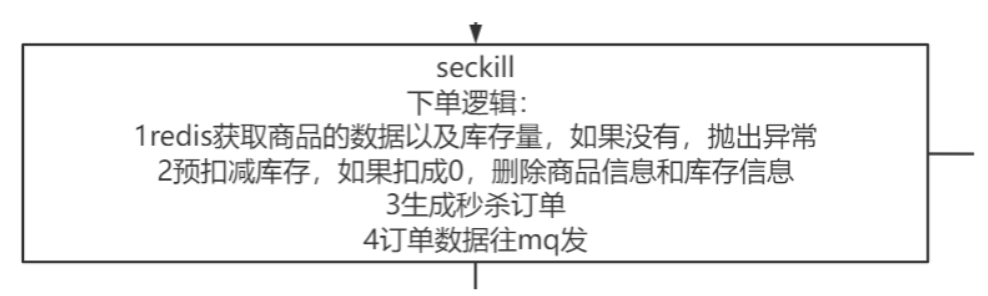 seckill
下单逻辑：
1redis获取商品的数据以及库存量，如果没有，抛出异常
2预扣减库存，如果扣成0，删除商品信息和库存信息
3生成秒杀订单
4订单数据往mq发